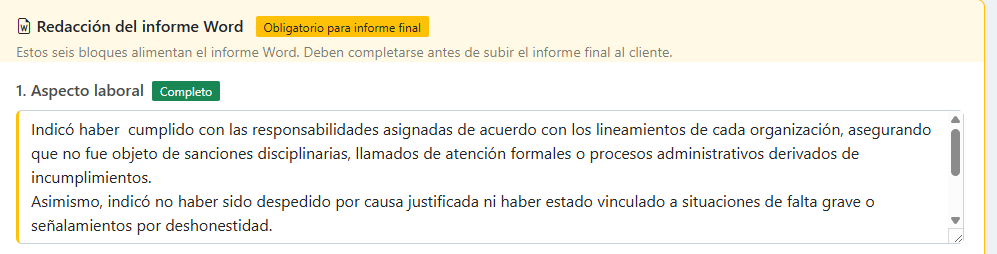 Redacción del informe Word Obligatorio para informe final
Estos seis bloques alimentan el informe Word. Deben completarse antes de subir el informe final al cliente.
1. Aspecto laboral Completo
Indicó haber  cumplido con las responsabilidades asignadas de acuerdo con los lineamientos de cada organización, asegurando
que no fue objeto de sanciones disciplinarias, llamados de atención formales o procesos administrativos derivados de
incumplimientos.
Asimismo, indicó no haber sido despedido por causa justificada ni haber estado vinculado a situaciones de falta grave o
señalamientos por deshonestidad.